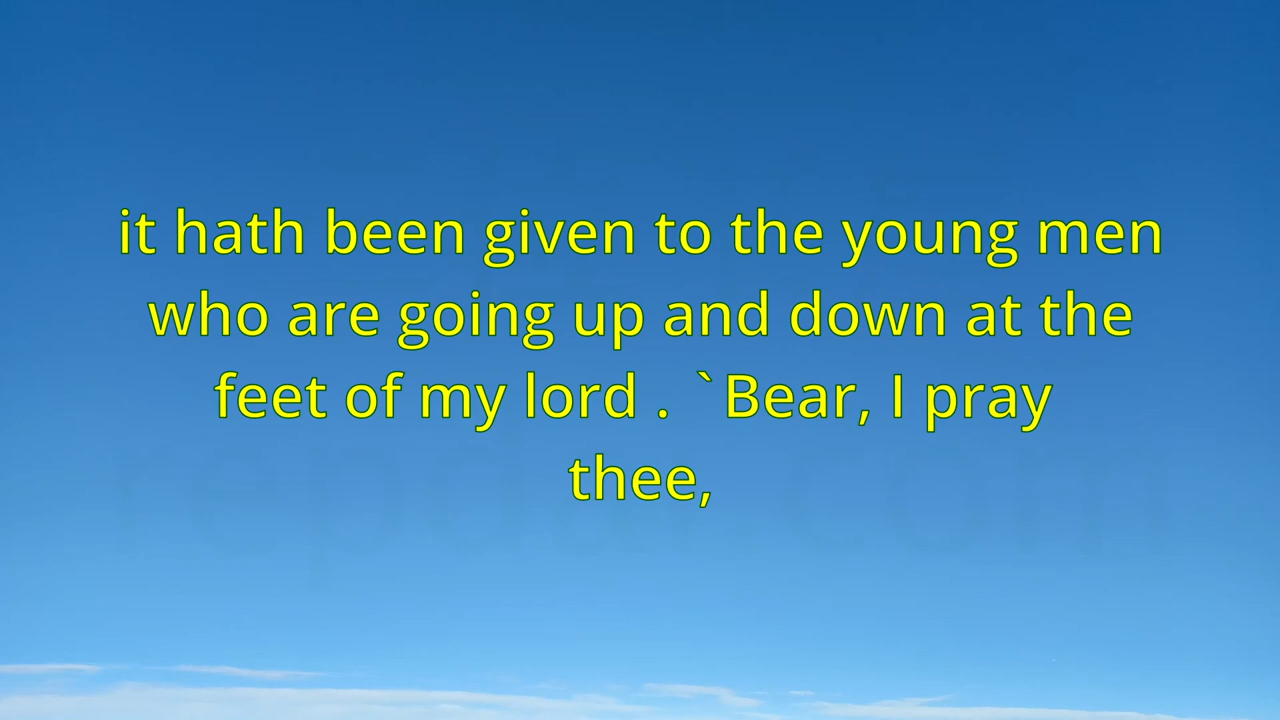 it hath been given to the young men
who are going up and down at the
feet of my lord . `Bear, I pray
thee,